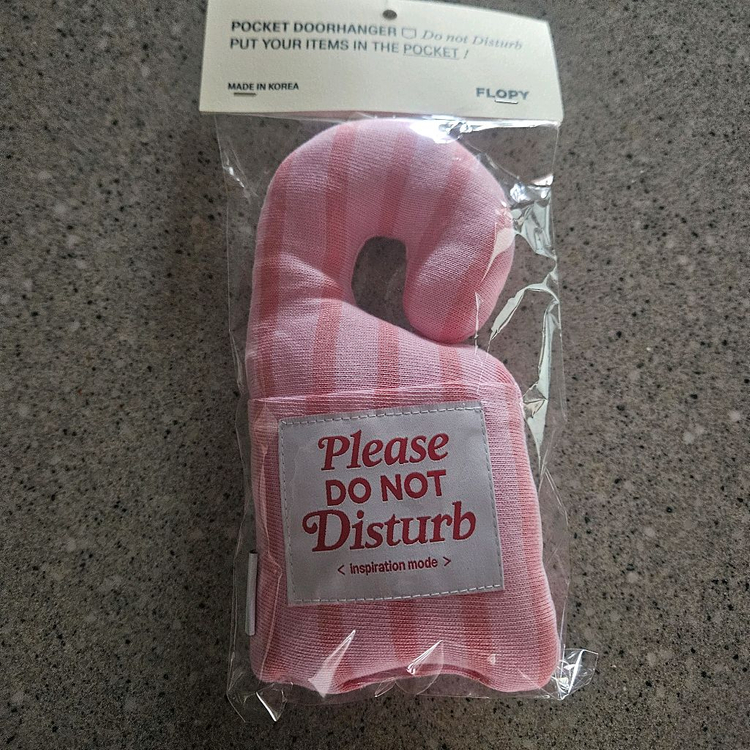 POCKET DOORHANGER Do not Disturb
PUT YOUR ITEMS IN THE POCKET !
MADE IN KOREA
FLOPY
Please
DO NOT
Disturb
< inspiration mode >